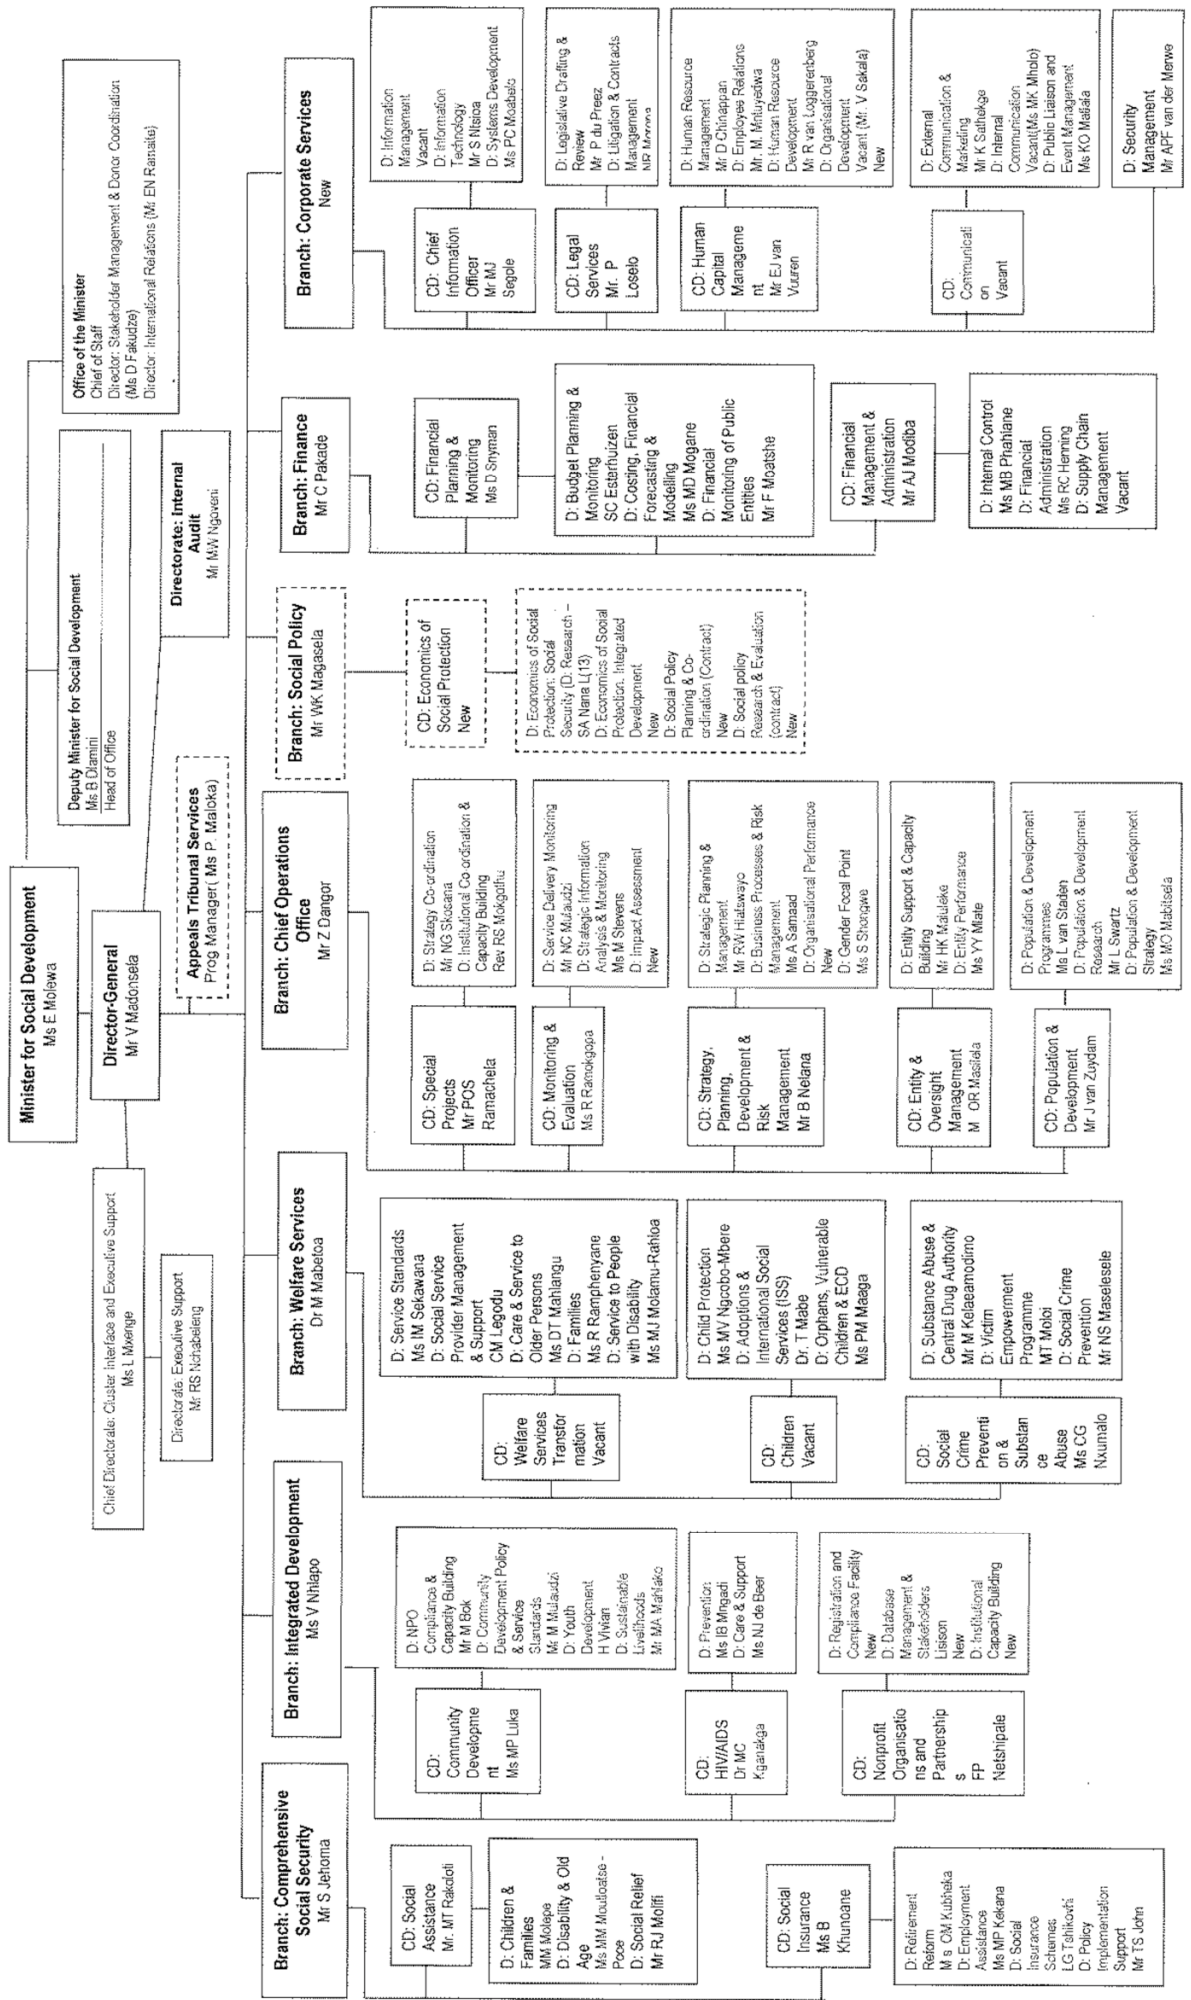 Minister for Social Development
Ms E Molewa
Office of the Minister
Chief of Staff
Director: Stakeholder Management & Donor Coordination
(Ms D Fakudze)
Director: International Relations (Mr EN Ramaite)
Deputy Minister for Social Development
Ms B Dlamini
Head of Office
Director-General
Mr V Madonsela
Chief Directorate: Cluster Interface and Executive Support
Ms L Mkenge
Directorate: Executive Support
Mr RS Nchabeleng
Appeals Tribunal Services
Prog Manager( Ms P. Maloka)
Directorate: Internal
Audit
Mr MW Ngoveni
Branch: Comprehensive
Social Security
Mr S Jehoma
CD: Social
Assistance
Mr. MT Rakoloti
D: Children &
Families
MM Molepe
D: Disability & Old
Age
Ms MM Moutloatse -
Pooe
D: Social Relief
Mr RJ Molifi
CD: Social
Insurance
Ms B
Khunoane
D: Retirement
Reform
M s OM Kubheka
D: Employment
Assistance
Ms MP Kekana
D: Social
Insurance
Schemes
LG Tshikovhi
D: Policy
Implementation
Support
Mr TS John
Branch: Integrated Development
Ms V Nhlapo
CD:
Community
Developme
nt
Ms MP Luka
D: NPO
Compliance &
Capacity Building
Mr M Bok
D: Community
Development Policy
& Service
Standards
Mr M Mulaudzi
D: Youth
Development
H Vivian
D: Sustainable
Livelihoods
Mr MA Mahlako
CD:
HIV/AIDS
Dr MC
Kganakga
D: Prevention
Ms IB Mngadi
D: Care & Support
Ms NJ de Beer
CD:
Nonprofit
Organisatio
ns and
Partnership
s
FP
Netshipale
D: Registration and
Compliance Facility
New
D: Database
Management &
Stakeholders
Lisison
New
D: Institutional
Capacity Building
New
Branch: Welfare Services
Dr M Mabetoa
CD:
Welfare
Services
Transfor
mation
Vacant
D: Service Standards
Ms IM Sekawana
D: Social Service
Provider Management
& Support
CM Legodu
D: Care & Service to
Older Persons
Ms DT Mahlangu
D: Families
Ms R Ramphenyane
D: Service to People
with Disability
Ms MJ Molamu-Rahloa
CD:
Children
Vacant
D: Child Protection
Ms MV Ngcobo-Mbere
D: Adoptions &
International Social
Services (ISS)
Dr. T Mabe
D: Orphans, Vulnerable
Children & ECD
Ms PM Maaga
CD:
Social
Crime
Preventi
on &
Substan
ce
Abuse
Ms CG
Nxumalo
D: Substance Abuse &
Central Drug Authority
Mr M Kelaeamodimo
D: Victim
Empowerment
Programme
MT Moloi
D: Social Crime
Prevention
Mr NS Maselesele
Branch: Chief Operations
Office
Mr Z Dangor
CD: Special
Projects
Mr POS
Ramachela
D: Strategy Co-ordination
Mr NG Skosana
D: Institutional Co-ordination &
Capacity Building
Rev RS Mokgothu
CD: Monitoring &
Evaluation
Ms R Ramokgopa
D: Service Delivery Monitoring
Mr NC Mulaudzi
D: Strategic Information
Analysis & Monitoring
Ms M Stevens
D: Impact Assessment
New
CD: Strategy,
Planning,
Development &
Risk
Management
Mr B Nelana
D: Strategic Planning &
Management
Mr RW Hlatswayo
D: Business Processes & Risk
Management
Ms A Samaad
D: Organisational Performance
New
D: Gender Focal Point
Ms S Shongwe
CD: Entity &
Oversight
Management
M OR Masilela
D: Entity Support & Capacity
Building
Mr HK Maluleke
D: Entity Performance
Ms YY Mlate
CD: Population &
Development
Mr J van Zuydam
D: Population & Development
Programmes
Ms L van Staden
D: Population & Development
Research
Mr L Swartz
D: Population & Development
Strategy
Ms MO Mabitsela
Branch: Social Policy
Mr WK Magasela
CD: Economics of
Social Protection
New
D: Economics of Social
Protection: Social
Security (D: Research –
SA Nana L(13)
D: Economics of Social
Protection. Integrated
Development
New
D: Social Policy
Planning & Co-
ordination (Contract)
New
D: Social policy
Research & Evaluation
(contract)
New
Branch: Finance
Mr C Pakade
CD: Financial
Planning &
Monitoring
Ms D Snyman
D: Budget Planning &
Monitoring
SC Esterhuizen
D: Costing, Financial
Forecasting &
Modelling
Ms MD Mogane
D: Financial
Monitoring of Public
Entities
Mr F Moatshe
CD: Financial
Management &
Administration
Mr AJ Modiba
D: Internal Control
Ms MB Phahlane
D: Financial
Administration
Ms RC Henning
D: Supply Chain
Management
Vacant
Branch: Corporate Services
New
CD: Chief
Information
Officer
Mr MJ
Segole
D: Information
Management
Vacant
D: Information
Technology
Mr S Ntsioa
D: Systems Development
Ms PC Moabelo
CD: Legal
Services
Mr. P
Loselo
D: Legislative Drafting &
Review
Mr P du Preez
D: Litigation & Contracts
Management
CD: Human
Capital
Manageme
nt
Mr EJ van
Vuuren
D: Human Resource
Management
Mr D Chinappan
D: Employee Relations
Mr. M. Mntuyedwa
D: Human Resource
Development
Mr R van Loggerenberg
D: Organisational
Development
Vacant (Mr. V Sakala)
New
CD:
Communicati
on
Vacant
D: External
Communication &
Marketing
Mr K Sathekge
D: Internal
Communication
Vacant(Ms MK Mholo)
D: Public Liaison and
Event Management
Ms KO Mallala
D: Security
Management
Mr APF van der Merwe